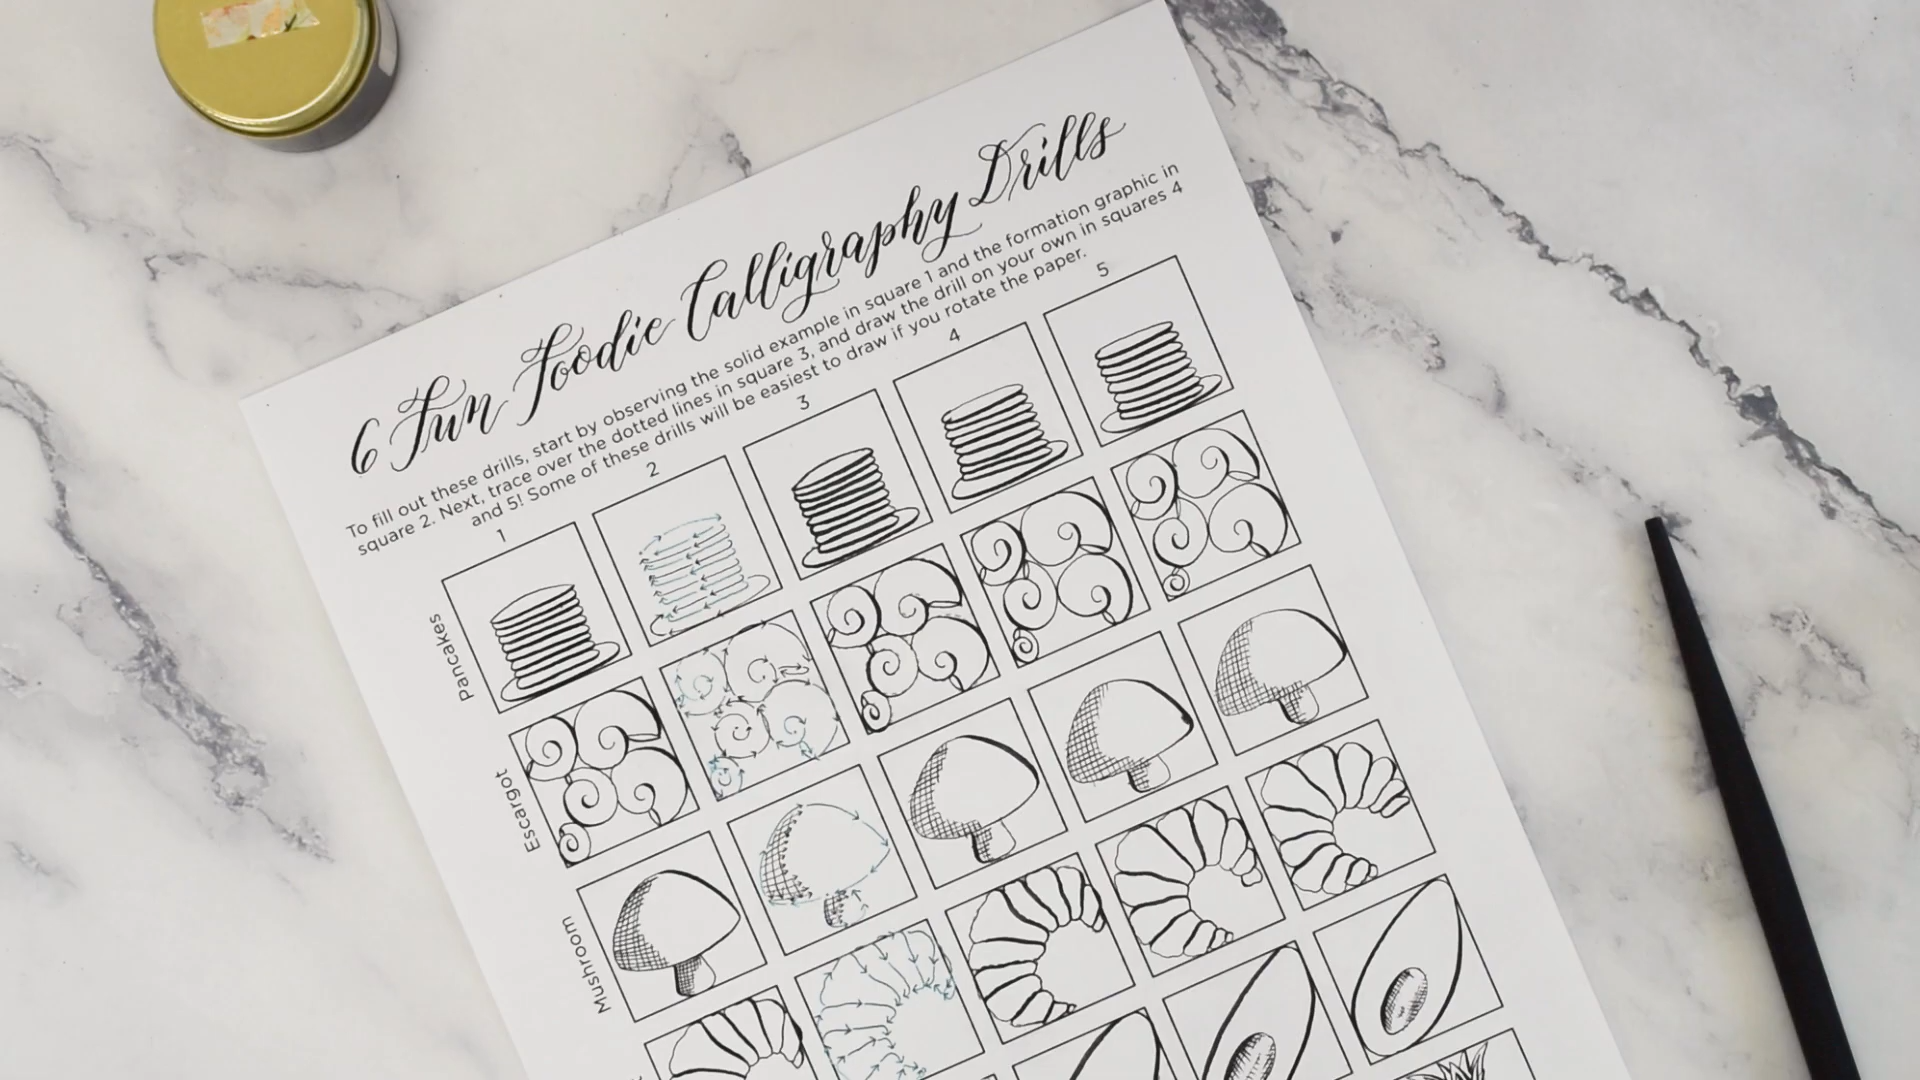 6 Fun Foodie Calligraphy Drills
To fill out these drills, start by observing the solid example in square 1 and the formation graphic in
square 2. Next, trace over the dotted lines in square 3, and draw the drill on your own in squares 4
and 5! Some of these drills will be easiest to draw if you rotate the paper.
1 2 3 4 5
Pancakes
Escargot
Mushroom